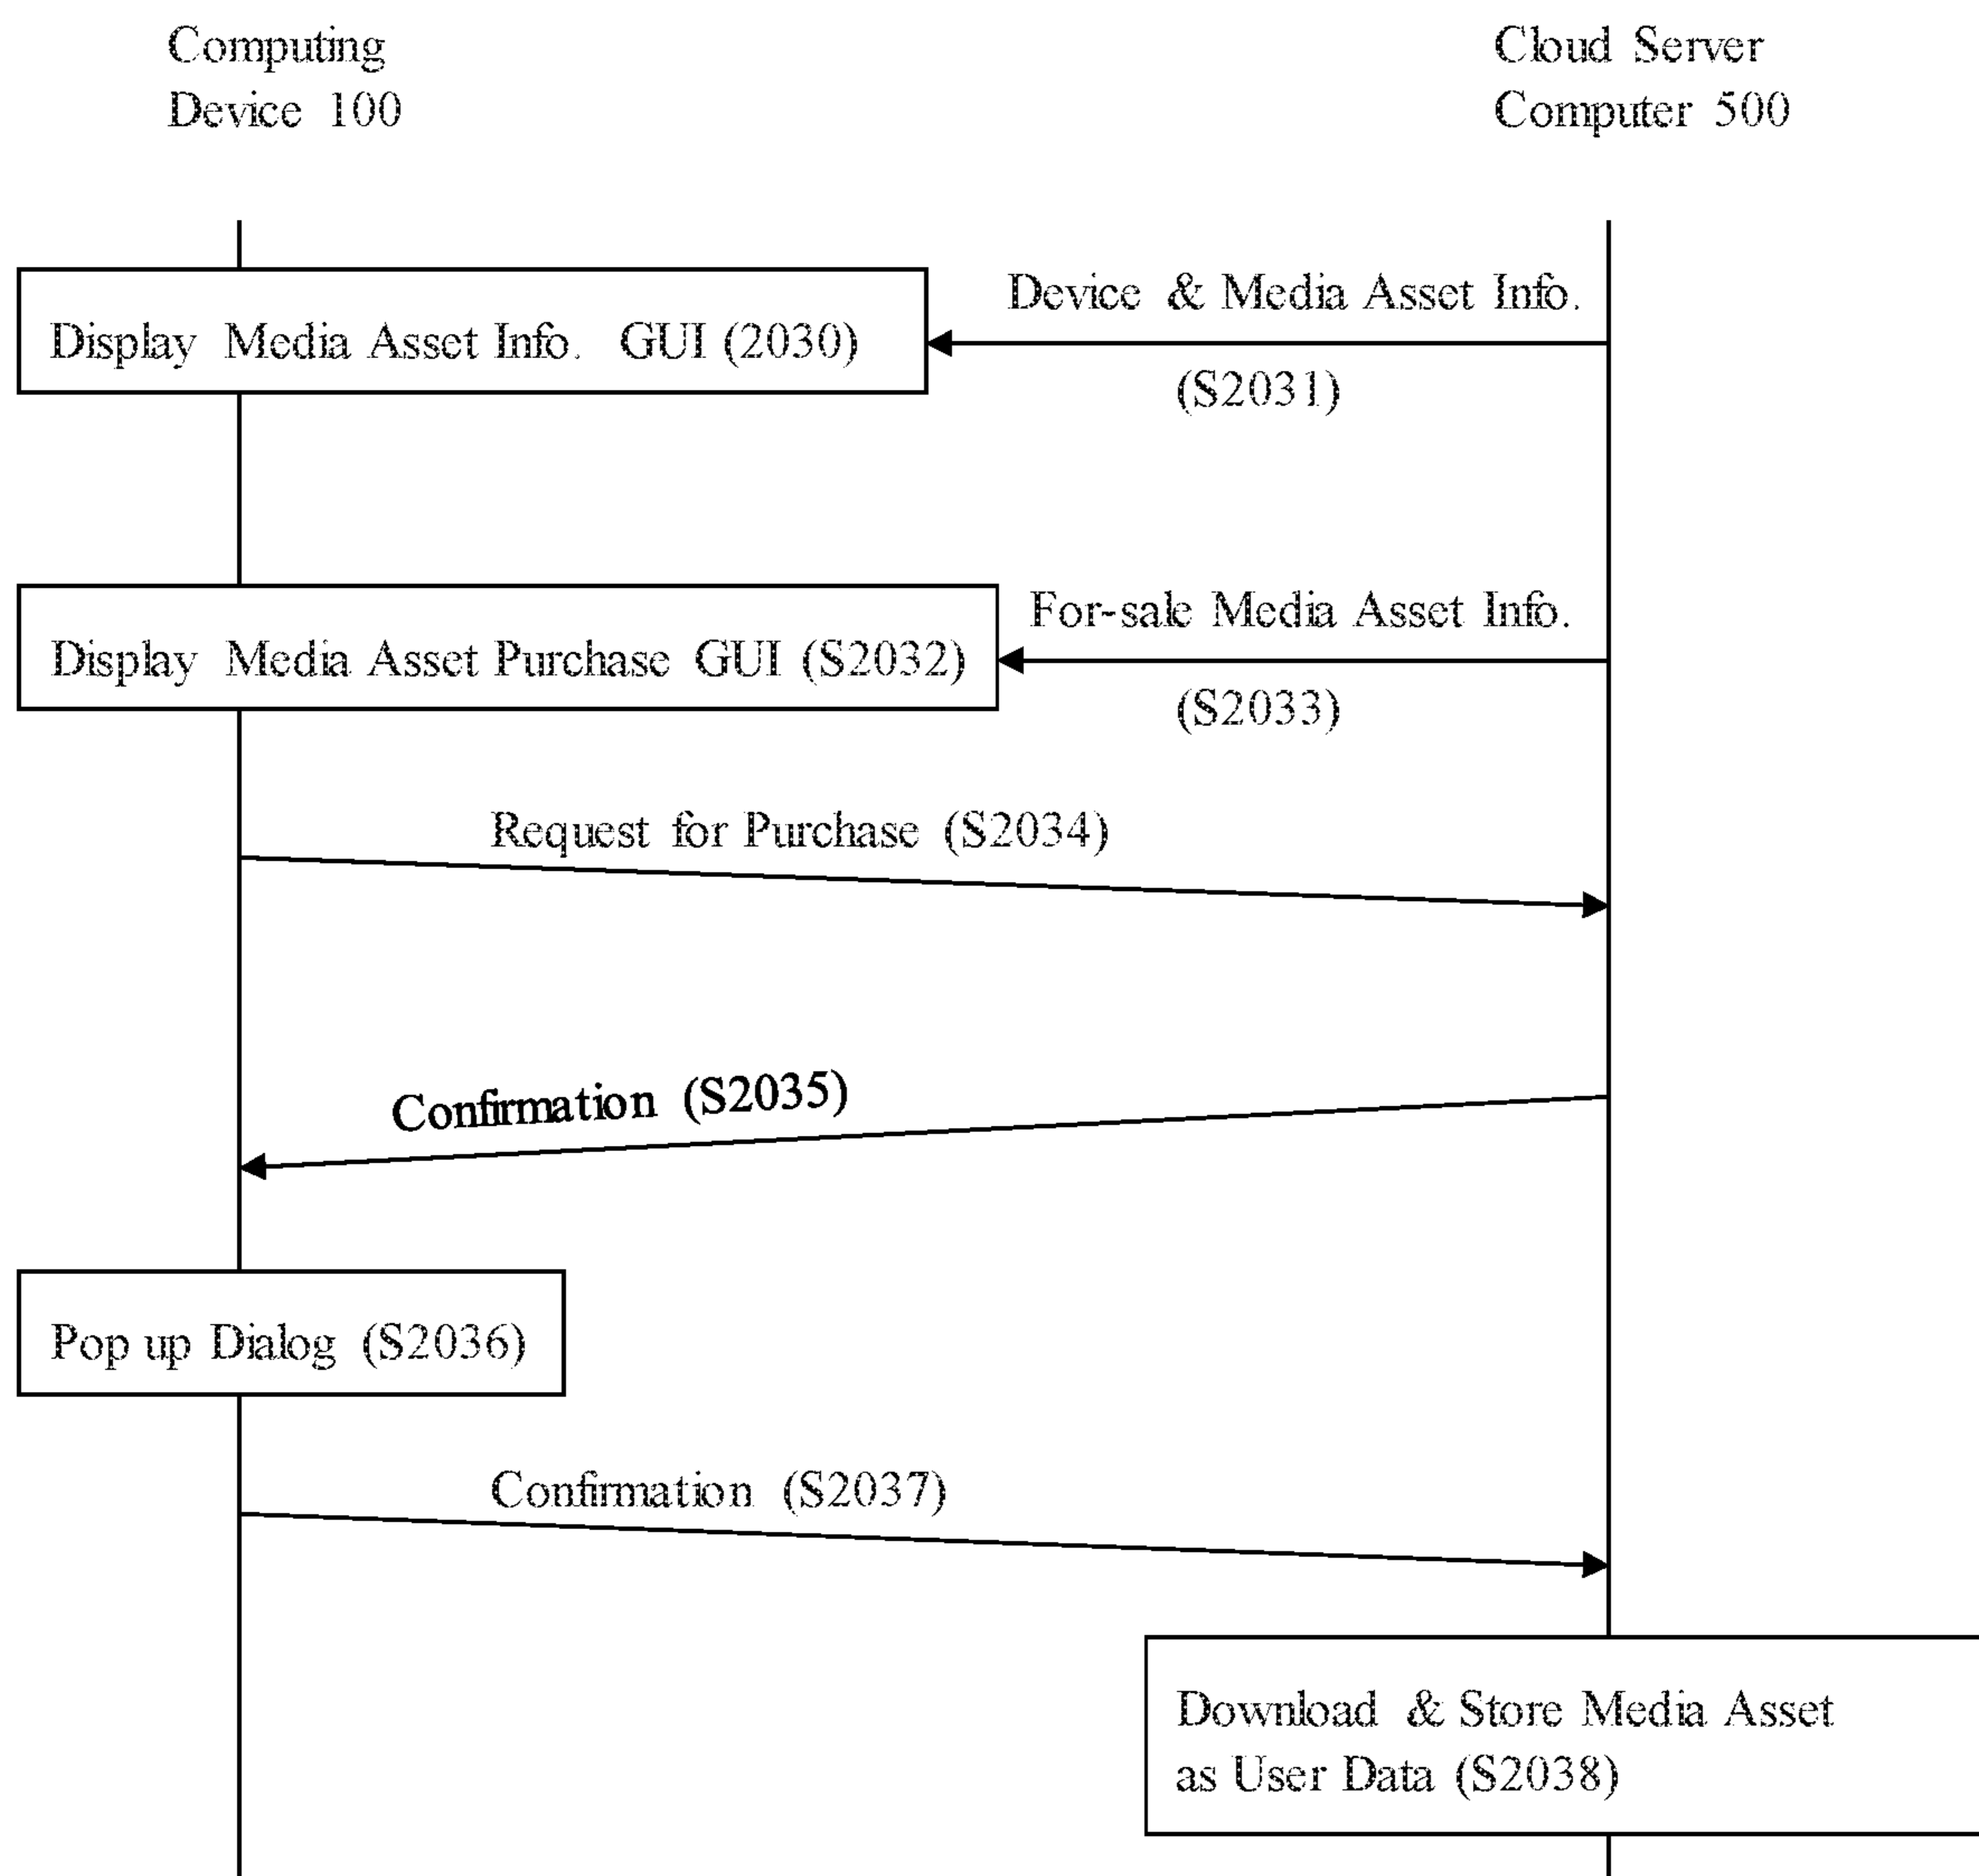 Computing
Device 100
Cloud Server
Computer 500
Device & Media Asset Info.
Display Media Asset Info. GUI (2030)
(S2031)
For-sale Media Asset Info.
Display Media Asset Purchase GUI (S2032)
(S2033)
Request for Purchase (S2034)
Confirmation (S2035)
Pop up Dialog (S2036)
Confirmation (S2037)
Download & Store Media Asset
as User Data (S2038)